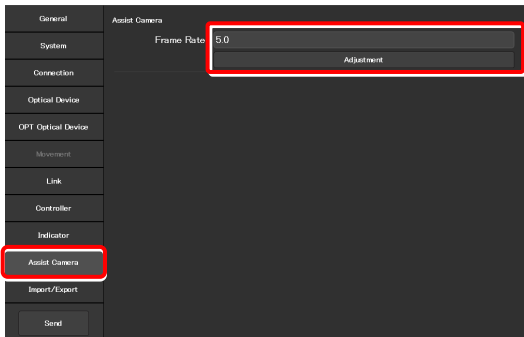 General
System
Connection
Optical Device
OPT Optical Device
Movement
Link
Controller
Indicator
Assist Camera
Import/Export
Send
Assist Camera
Frame Rate 5.0
Adjustment